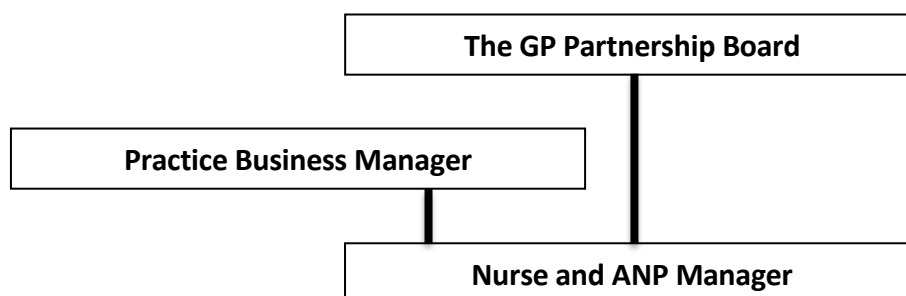 The GP Partnership Board
Practice Business Manager
Nurse and ANP Manager